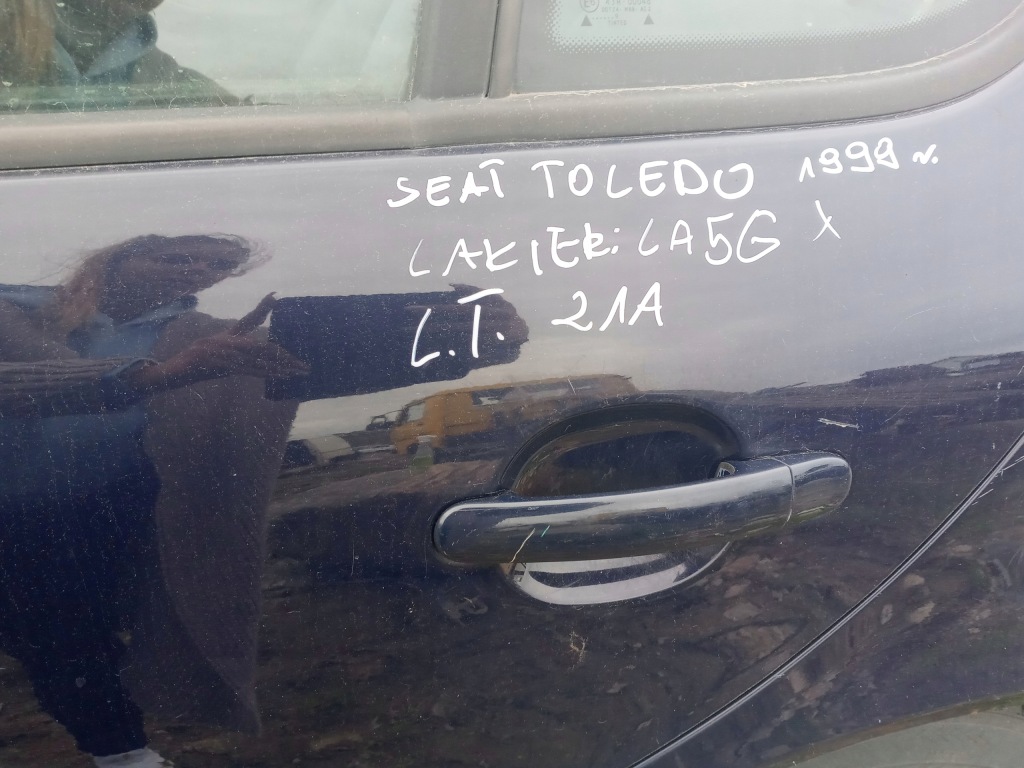 SEAT TOLEDO 1999 r.
LAKIER: LA5G X
L.T. 21A